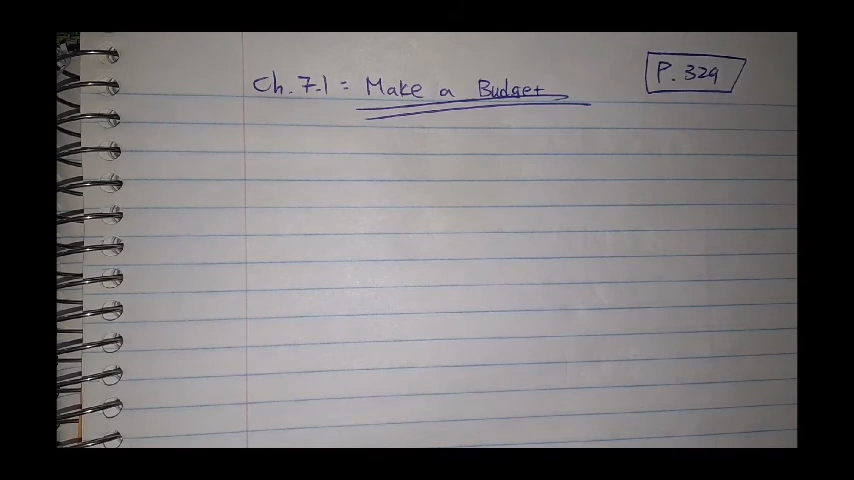 Ch. 7.1 = Make a Budget
P. 329